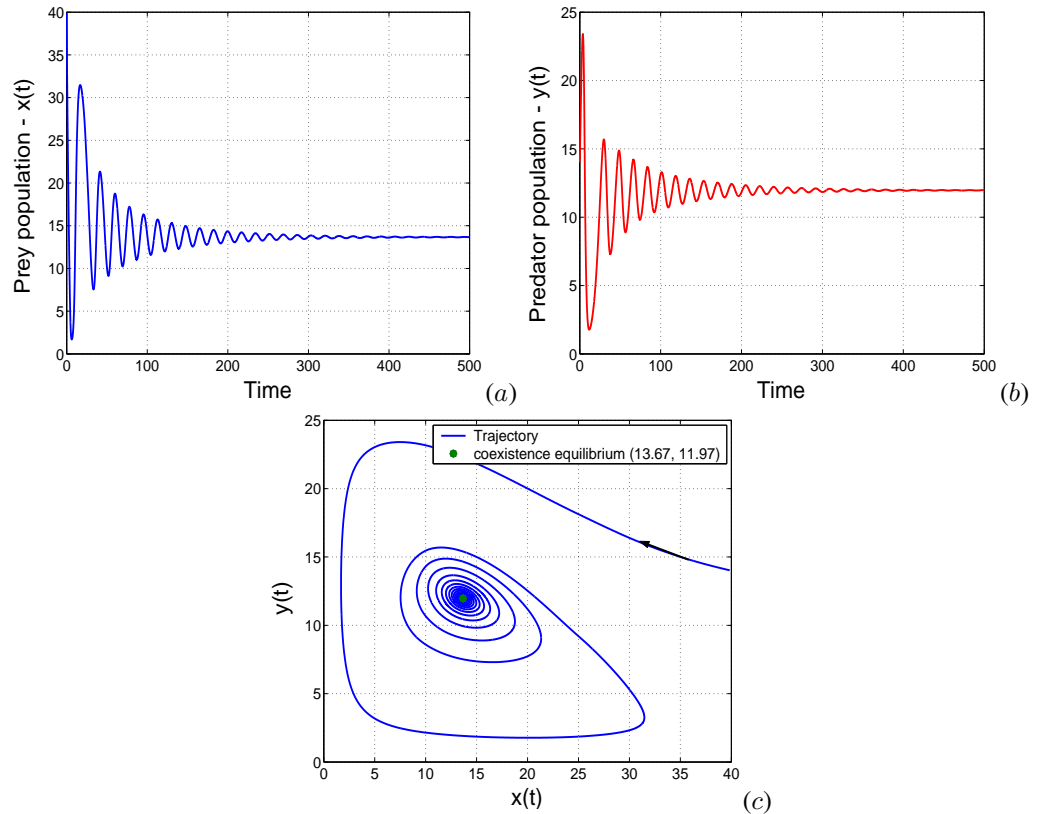 Prey population - x(t)
40
35
30
25
20
15
10
5
0
0 100 200 300 400 500
Time
(a)
Predator population - y(t)
25
20
15
10
5
0
0 100 200 300 400 500
Time
(b)
y(t)
25
20
15
10
5
0
Trajectory
coexistence equilibrium (13.67, 11.97)
0 5 10 15 20 25 30 35 40
x(t)
(c)